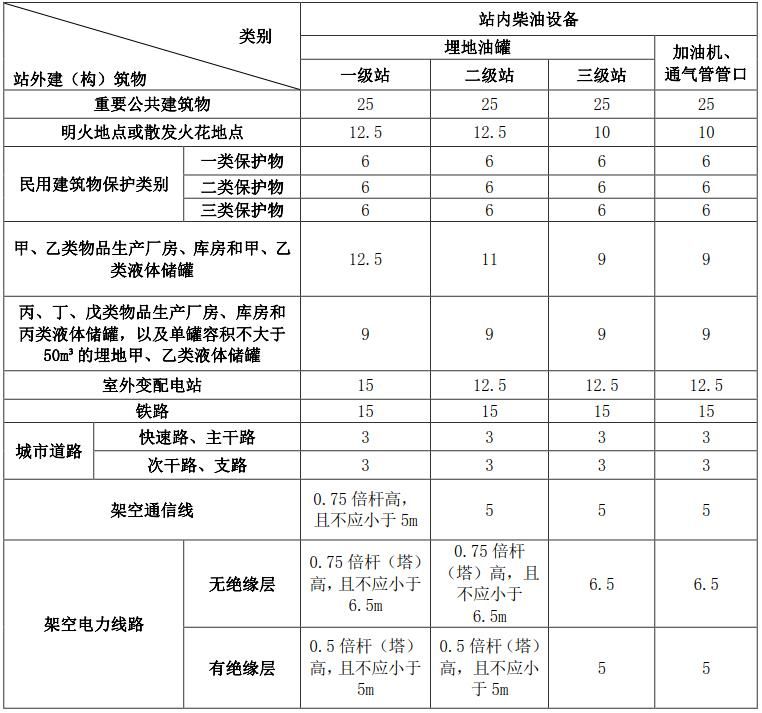 类别
站外建（构）筑物
站内柴油设备
埋地油罐
加油机、
通气管管口
一级站
二级站
三级站
重要公共建筑物
25
25
25
25
明火地点或散发火花地点
12.5
12.5
10
10
民用建筑物保护类别
一类保护物
6
6
6
6
二类保护物
6
6
6
6
三类保护物
6
6
6
6
甲、乙类物品生产厂房、库房和甲、乙
类液体储罐
12.5
11
9
9
丙、丁、戊类物品生产厂房、库房和
丙类液体储罐，以及单罐容积不大于
50m³的埋地甲、乙类液体储罐
9
9
9
9
室外变配电站
15
12.5
12.5
12.5
铁路
15
15
15
15
城市道路
快速路、主干路
3
3
3
3
次干路、支路
3
3
3
3
架空通信线
0.75倍杆高，
且不应小于5m
5
5
5
架空电力线路
无绝缘层
0.75倍杆（塔）
高，且不应小于
6.5m
0.75倍杆
（塔）高，且
不应小于
6.5m
6.5
6.5
有绝缘层
0.5倍杆（塔）
高，且不应小于
5m
0.5倍杆（塔）
高，且不应小
于5m
5
5